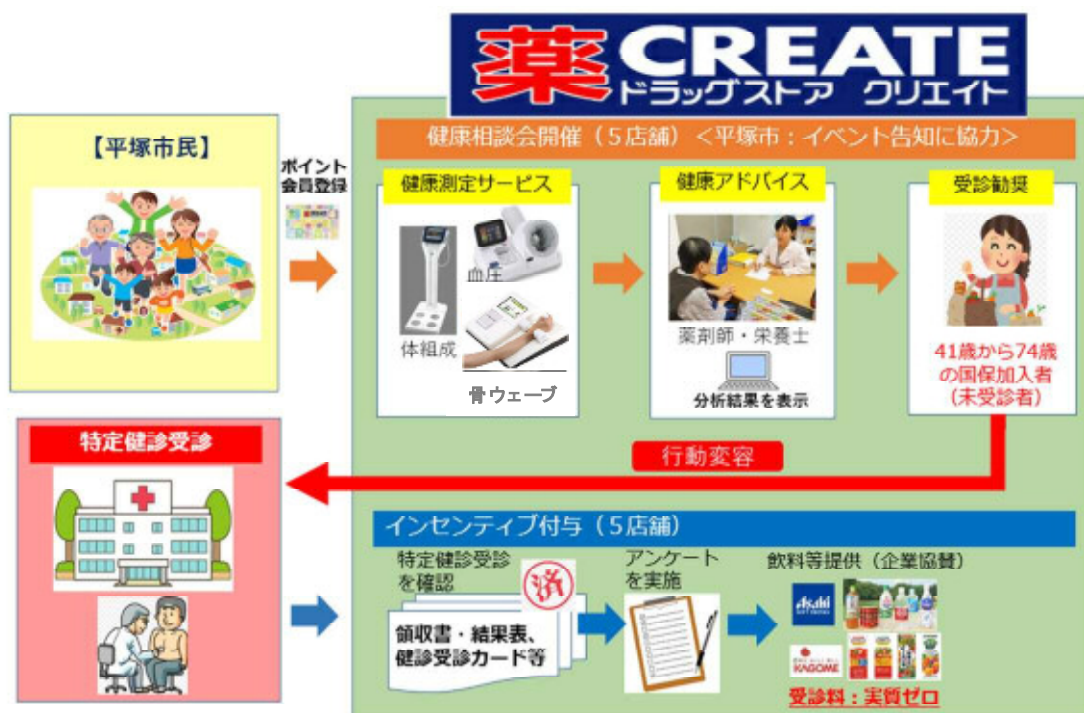 薬 CREATE
ドラッグストア クリエイト
【平塚市民】
ポイント
会員登録
健康相談会開催（５店舗）＜平塚市：イベント告知に協力＞
健康測定サービス
血圧
体組成
骨ウェーブ
健康アドバイス
薬剤師・栄養士
分析結果を表示
受診勧奨
41歳から74歳
の国保加入者
（未受診者）
行動変容
特定健診受診
インセンティブ付与（５店舗）
特定健診受診
を確認
済
領収書・結果表、
健診受診カード等
アンケート
を実施
飲料等提供（企業協賛）
Asahi
KAGOME
受診料：実質ゼロ